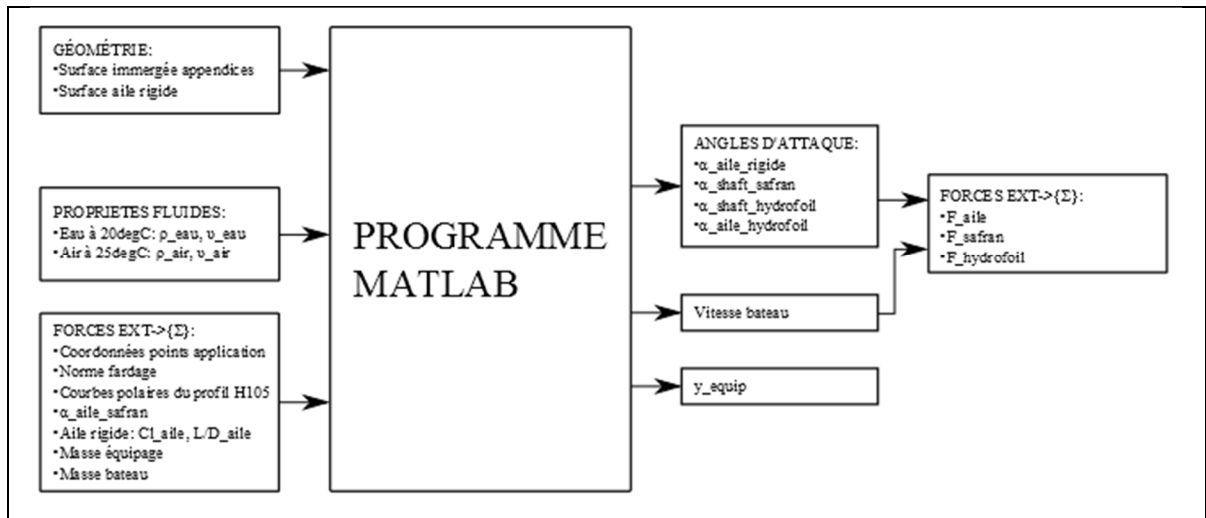 GÉOMÉTRIE:
•Surface immergée appendices
•Surface aile rigide
PROPRIETES FLUIDES:
•Eau à 20degC: ρ_eau, υ_eau
•Air à 25degC: ρ_air, υ_air
FORCES EXT->{Σ}:
•Coordonnées points application
•Norme fardage
•Courbes polaires du profil H105
•α_aile_safran
•Aile rigide: Cl_aile, L/D_aile
•Masse équipage
•Masse bateau
PROGRAMME
MATLAB
ANGLES D'ATTAQUE:
•α_aile_rigide
•α_shaft_safran
•α_shaft_hydrofoil
•α_aile_hydrofoil
Vitesse bateau
y_equip
FORCES EXT->{Σ}:
•F_aile
•F_safran
•F_hydrofoil